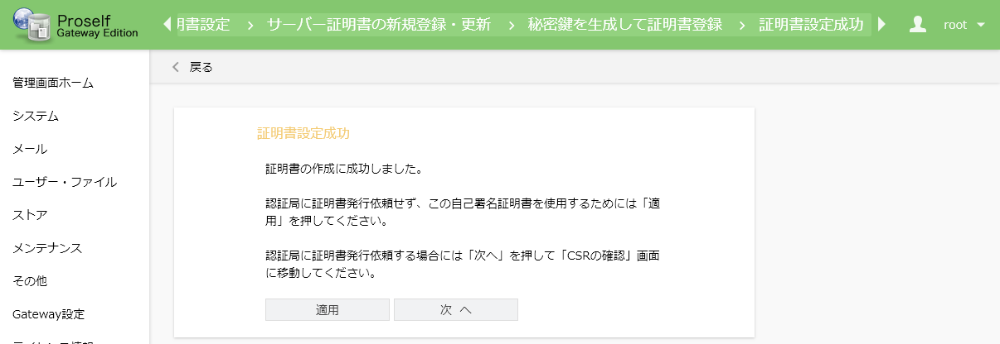 Proself
Gateway Edition
明書設定 サーバー証明書の新規登録・更新 秘密鍵を生成して証明書登録 証明書設定成功
root
戻る
管理画面ホーム
システム
メール
ユーザー・ファイル
ストア
メンテナンス
その他
Gateway設定
証明書設定成功
証明書の作成に成功しました。
認証局に証明書発行依頼せず、この自己署名証明書を使用するためには「適
用」を押してください。
認証局に証明書発行依頼する場合には「次へ」を押して「CSRの確認」画面
に移動してください。
適用
次 へ